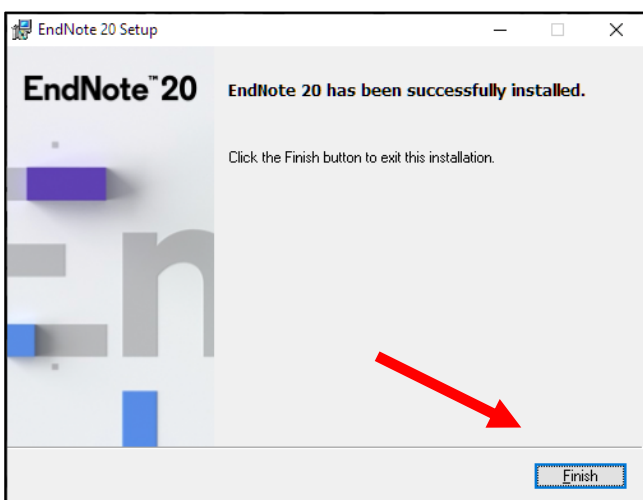 EndNote 20 Setup
EndNote™20
EndNote 20 has been successfully installed.
Click the Finish button to exit this installation.
En
Finish